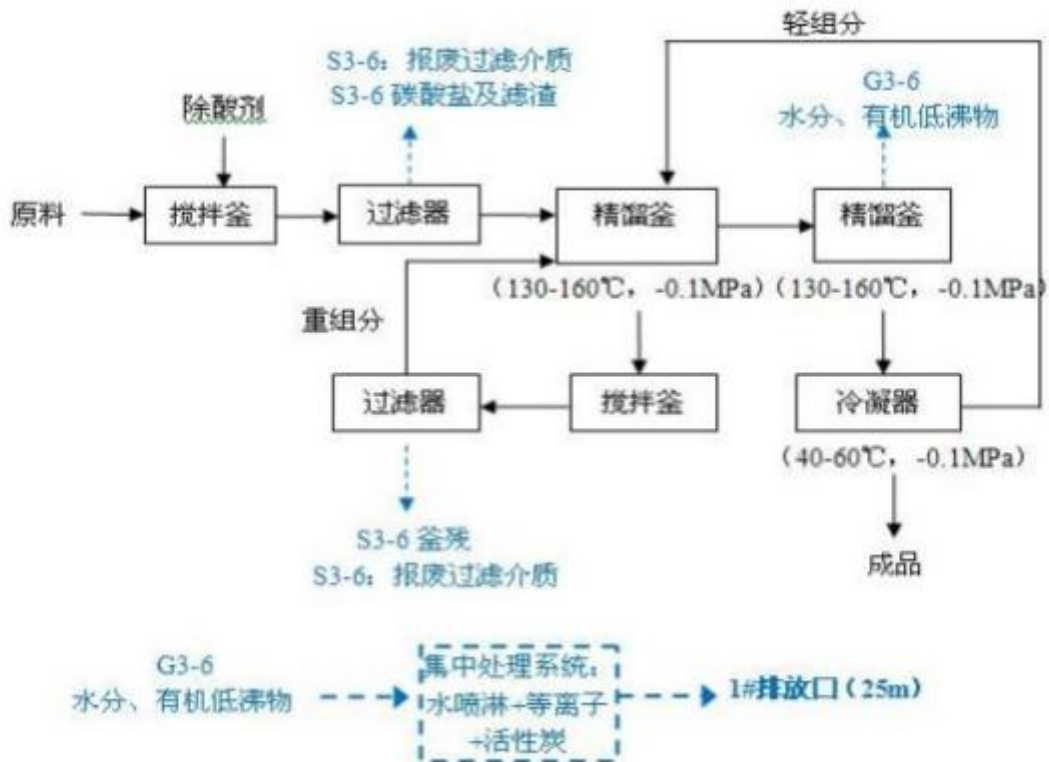 轻组分
S3-6：报废过滤介质
S3-6 碳酸盐及滤渣
G3-6
水分、有机低沸物
除酸剂
原料
搅拌釜
过滤器
精馏釜
精馏釜
（130-160℃，-0.1MPa）
（130-160℃，-0.1MPa）
重组分
过滤器
搅拌釜
冷凝器
（40-60℃，-0.1MPa）
S3-6 釜残
S3-6：报废过滤介质
成品
G3-6
水分、有机低沸物
集中处理系统：
水喷淋+等离子
+活性炭
1#排放口（25m）